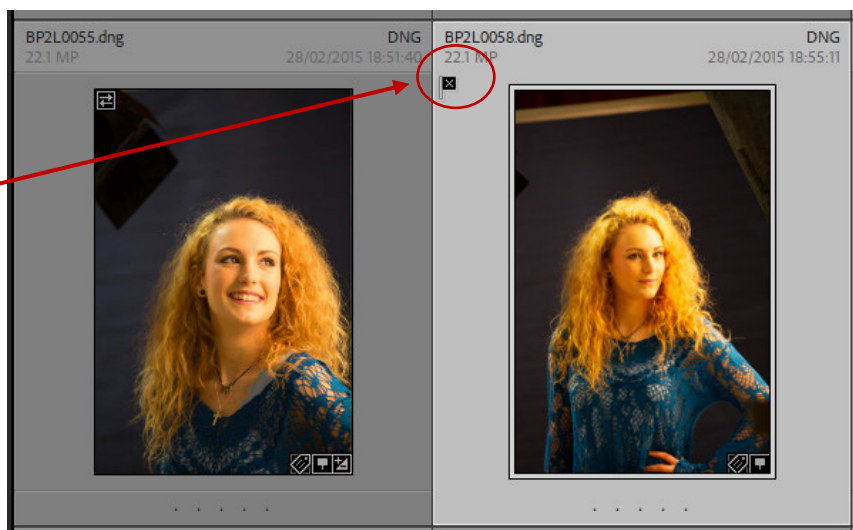 BP2L0055.dng DNG
22.1 MP 28/02/2015 18:51:40
BP2L0058.dng DNG
22.1 MP 28/02/2015 18:55:11